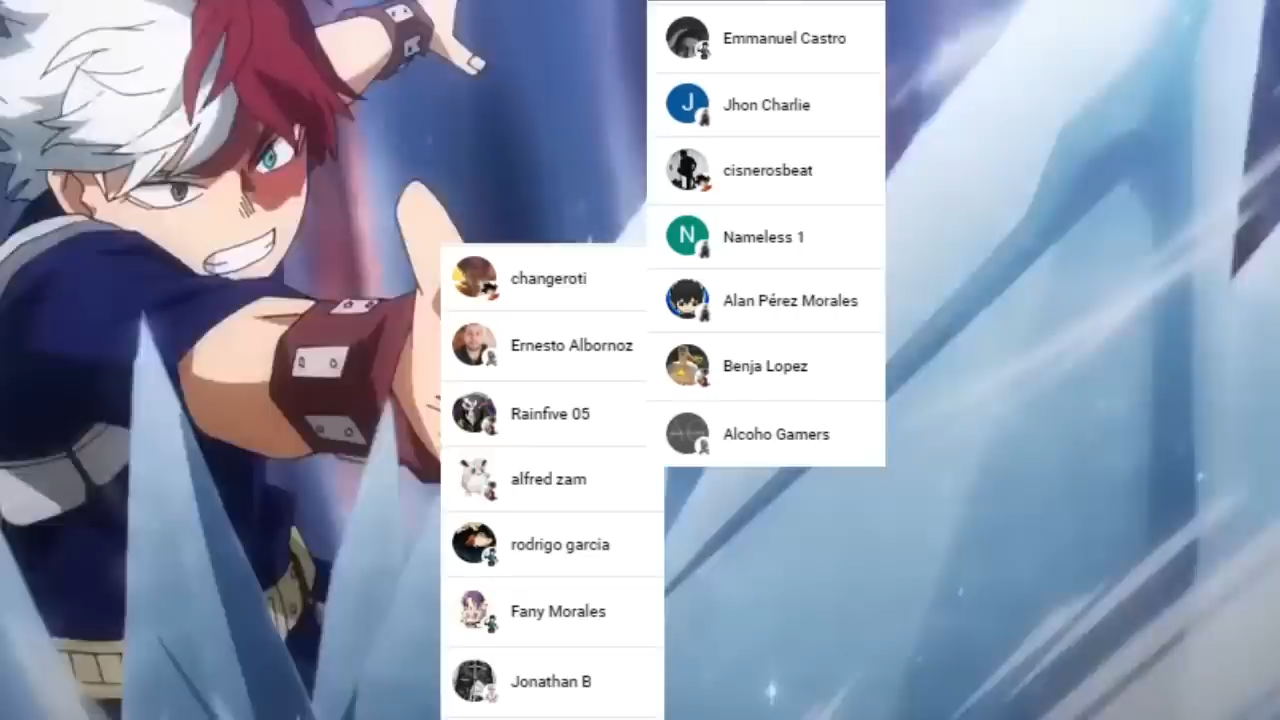 changeroti
Ernesto Albornoz
Rainfive 05
alfred zam
rodrigo garcia
Fany Morales
Jonathan B
Emmanuel Castro
J
Jhon Charlie
cisnerosbeat
N
Nameless 1
Alan Pérez Morales
Benja Lopez
Alcoho Gamers